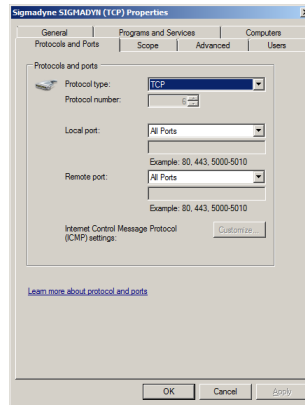 Sigmadyne SIGMADYN (TCP) Properties
General Programs and Services Computers
Protocols and Ports Scope Advanced Users
Protocols and ports
Protocol type: TCP
Protocol number: 6
Local port: All Ports
Example: 80, 443, 5000-5010
Remote port: All Ports
Example: 80, 443, 5000-5010
Internet Control Message Protocol
(ICMP) settings: Customize...
Learn more about protocol and ports
OK Cancel Apply